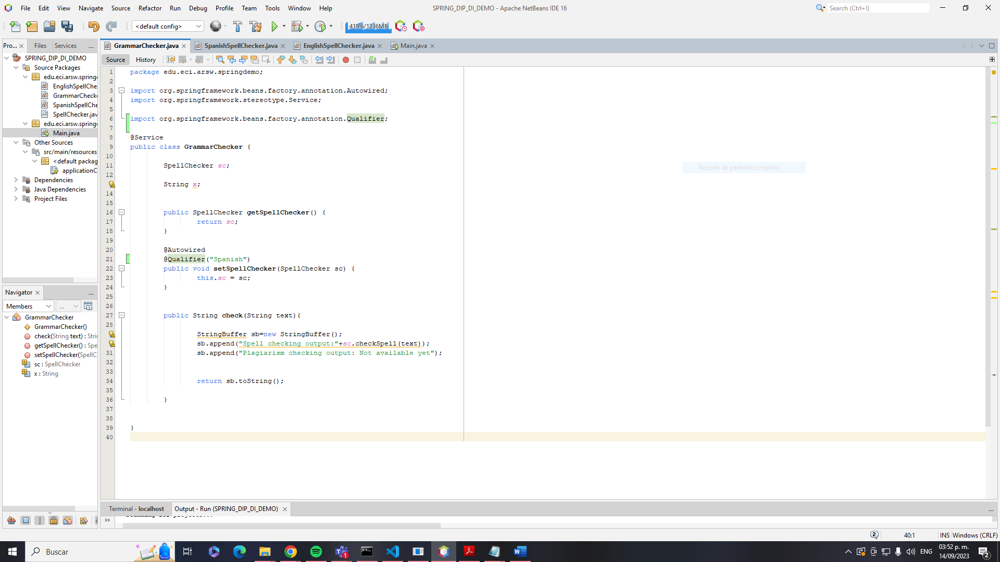 File Edit View Navigate Source Refactor Run Debug Profile Team Tools Window Help
SPRING_DIP_DI_DEMO - Apache NetBeans IDE 16
Search (Ctrl+I)
<default config>
419.6/1236MB
Pro... Files Services
GrammarChecker.java SpanishSpellChecker.java EnglishSpellChecker.java Main.java
Source History
SPRING_DIP_DI_DEMO
Source Packages
edu.eci.arsw.spring
EnglishSpellChe
GrammarChecke
SpanishSpellChe
SpellChecker.jav
edu.eci.arsw.spring
Main.java
Other Sources
src/main/resources
<default packag
applicationC
Dependencies
Java Dependencies
Project Files
Navigator
Members ...
GrammarChecker
GrammarChecker()
check(String text) : Stri
getSpellChecker() : Spe
setSpellChecker(SpellC
sc : SpellChecker
x : String
1 package edu.eci.arsw.springdemo;
2
3 import org.springframework.beans.factory.annotation.Autowired;
4 import org.springframework.stereotype.Service;
5
6 import org.springframework.beans.factory.annotation.Qualifier;
7
8 @Service
9 public class GrammarChecker {
10
11 SpellChecker sc;
12
String x;
14
15
16 public SpellChecker getSpellChecker() {
17 return sc;
18 }
19
20 @Autowired
21 @Qualifier("Spanish")
22 public void setSpellChecker(SpellChecker sc) {
23 this.sc = sc;
24 }
25
26
27 public String check(String text){
28
StringBuffer sb=new StringBuffer();
sb.append("Spell checking output:"+sc.checkSpell(text));
31 sb.append("Plagiarism checking output: Not available yet");
32
33
34 return sb.toString();
35
36 }
37
38
39 }
40
Recorte de pantalla completa
Terminal - localhost Output - Run (SPRING_DIP_DI_DEMO)
2 40:1 INS Windows (CRLF)
Buscar
1
ENG
03:52 p. m.
14/09/2023
2